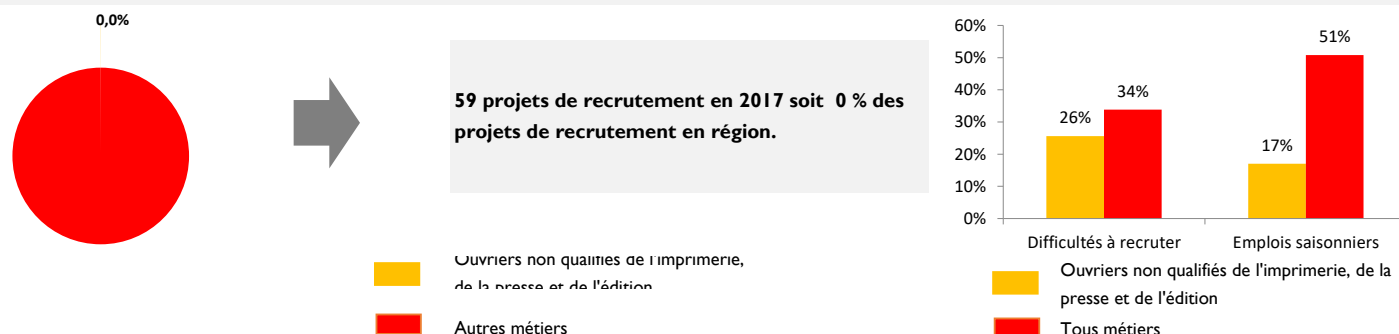 0,0%
59 projets de recrutement en 2017 soit 0 % des
projets de recrutement en région.
Ouvriers non qualifiés de l'imprimerie,
de la presse et de l'édition
Autres métiers
60%
50%
40%
30%
20%
10%
0%
26%
34%
17%
51%
Difficultés à recruter
Emplois saisonniers
Ouvriers non qualifiés de l'imprimerie, de la
presse et de l'édition
Tous métiers